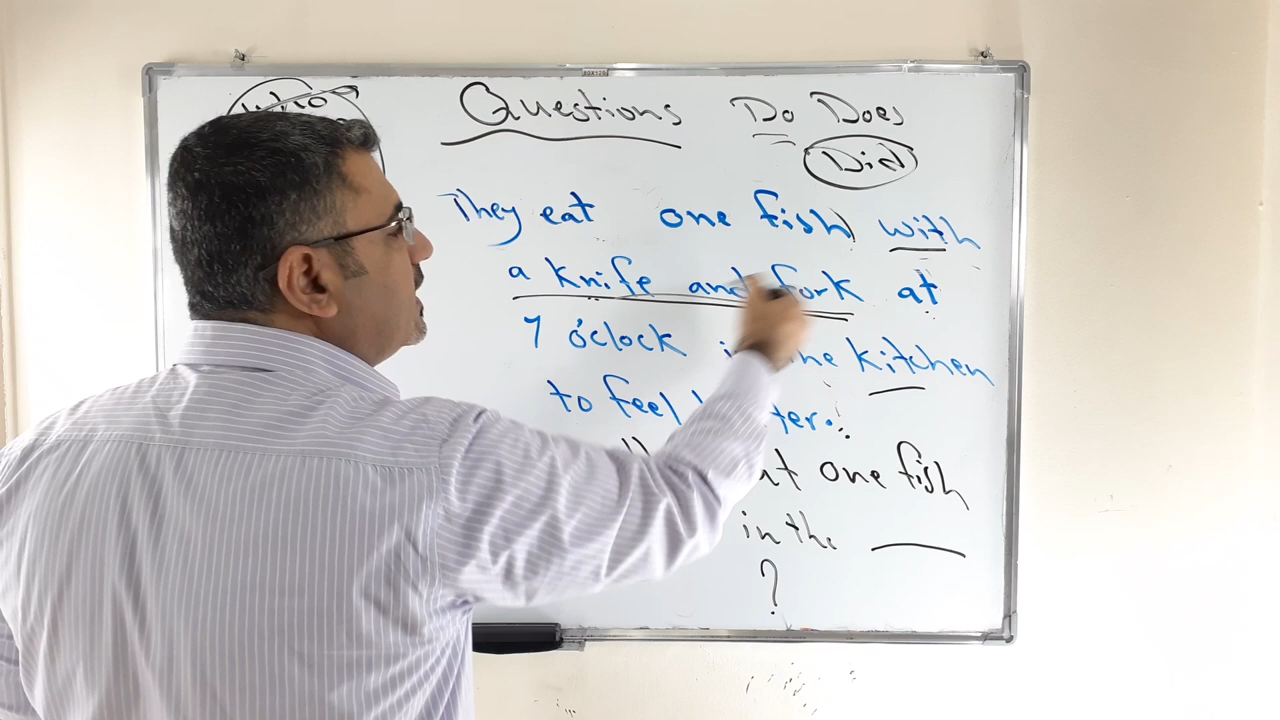 who
Questions Do Does
Did
They eat one fish with
a knife and fork at
7 o'clock the kitchen
to feel
one fish
in the
?